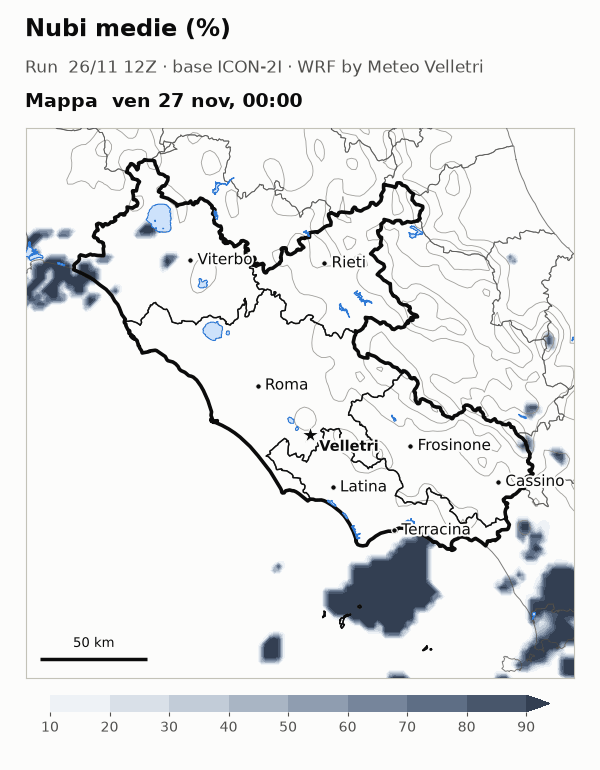 Nubi medie (%)
Run  26/11 12Z · base ICON-2I · WRF by Meteo Velletri
Mappa  ven 27 nov, 00:00
Viterbo
Rieti
Roma
Velletri
Frosinone
Latina
Cassino
Terracina
50 km
10 20 30 40 50 60 70 80 90